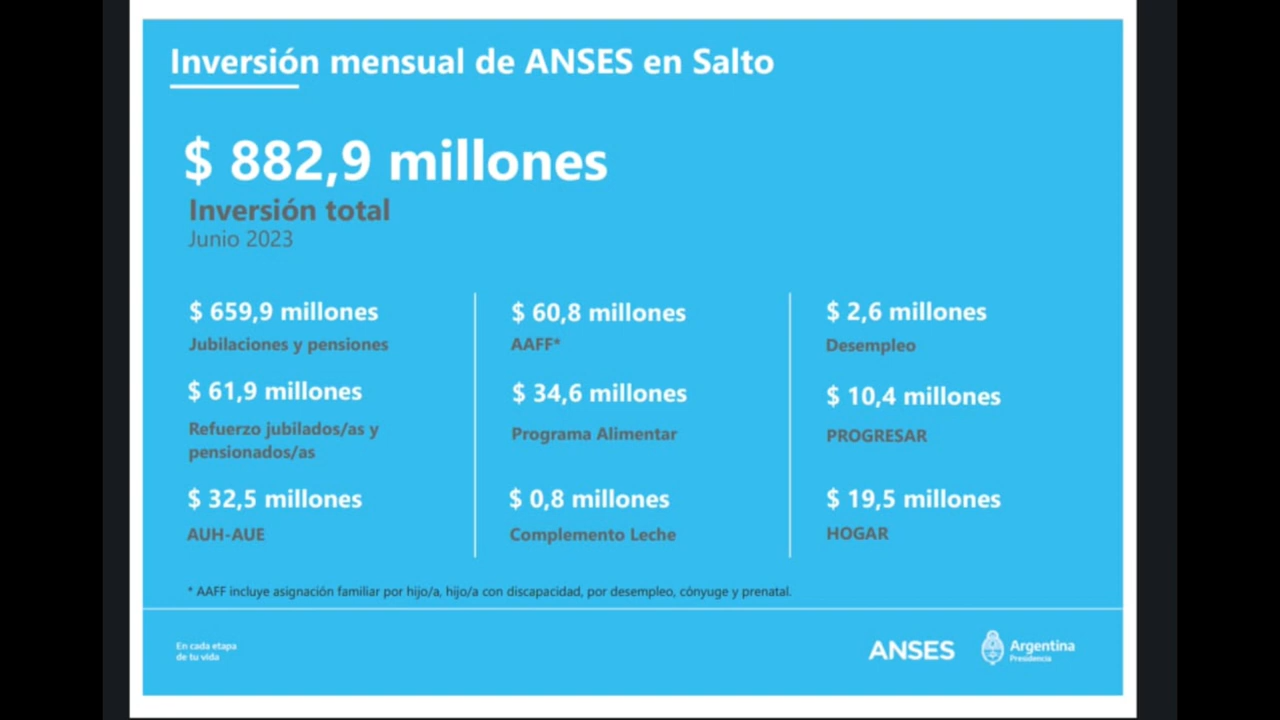 Inversión mensual de ANSES en Salto
$ 882,9 millones
Inversión total
Junio 2023
$ 659,9 millones
Jubilaciones y pensiones
$ 61,9 millones
Refuerzo jubilados/as y
pensionados/as
$ 32,5 millones
AUH-AUE
$ 60,8 millones
AAFF*
$ 34,6 millones
Programa Alimentar
$ 0,8 millones
Complemento Leche
$ 2,6 millones
Desempleo
$ 10,4 millones
PROGRESAR
$ 19,5 millones
HOGAR
* AAFF incluye asignación familiar por hijo/a, hijo/a con discapacidad, por desempleo, cónyuge y prenatal.
En cada etapa
de tu vida
ANSES
Argentina
Presidencia